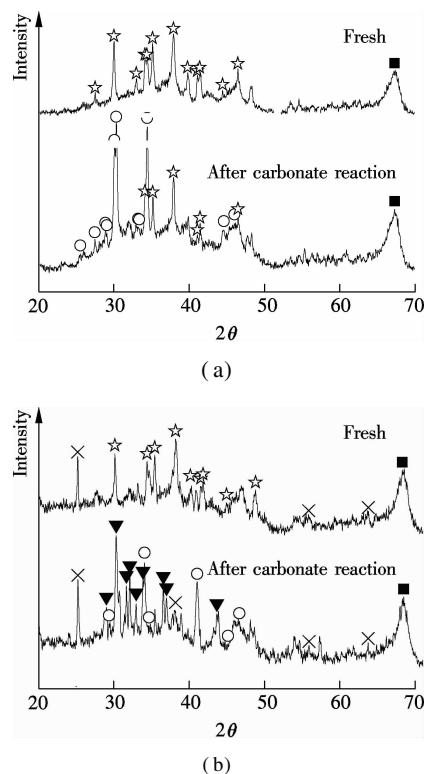 Intensity
Fresh
After carbonate reaction
20 30 40 50 60 70
2θ
(a)
Intensity
Fresh
After carbonate reaction
20 30 40 50 60 70
2θ
(b)